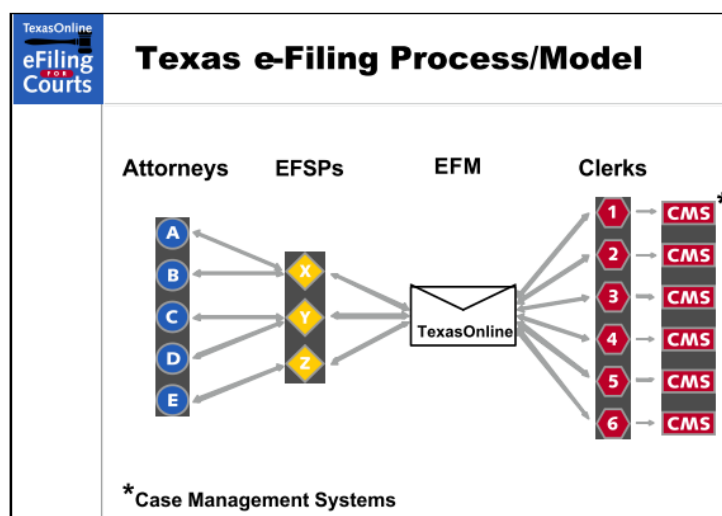 TexasOnline
eFiling
FOR
Courts
Texas e-Filing Process/Model
Attorneys EFSPs EFM Clerks
A
B
C
D
E
X
Y
Z
TexasOnline
1 CMS *
2 CMS
3 CMS
4 CMS
5 CMS
6 CMS
*Case Management Systems